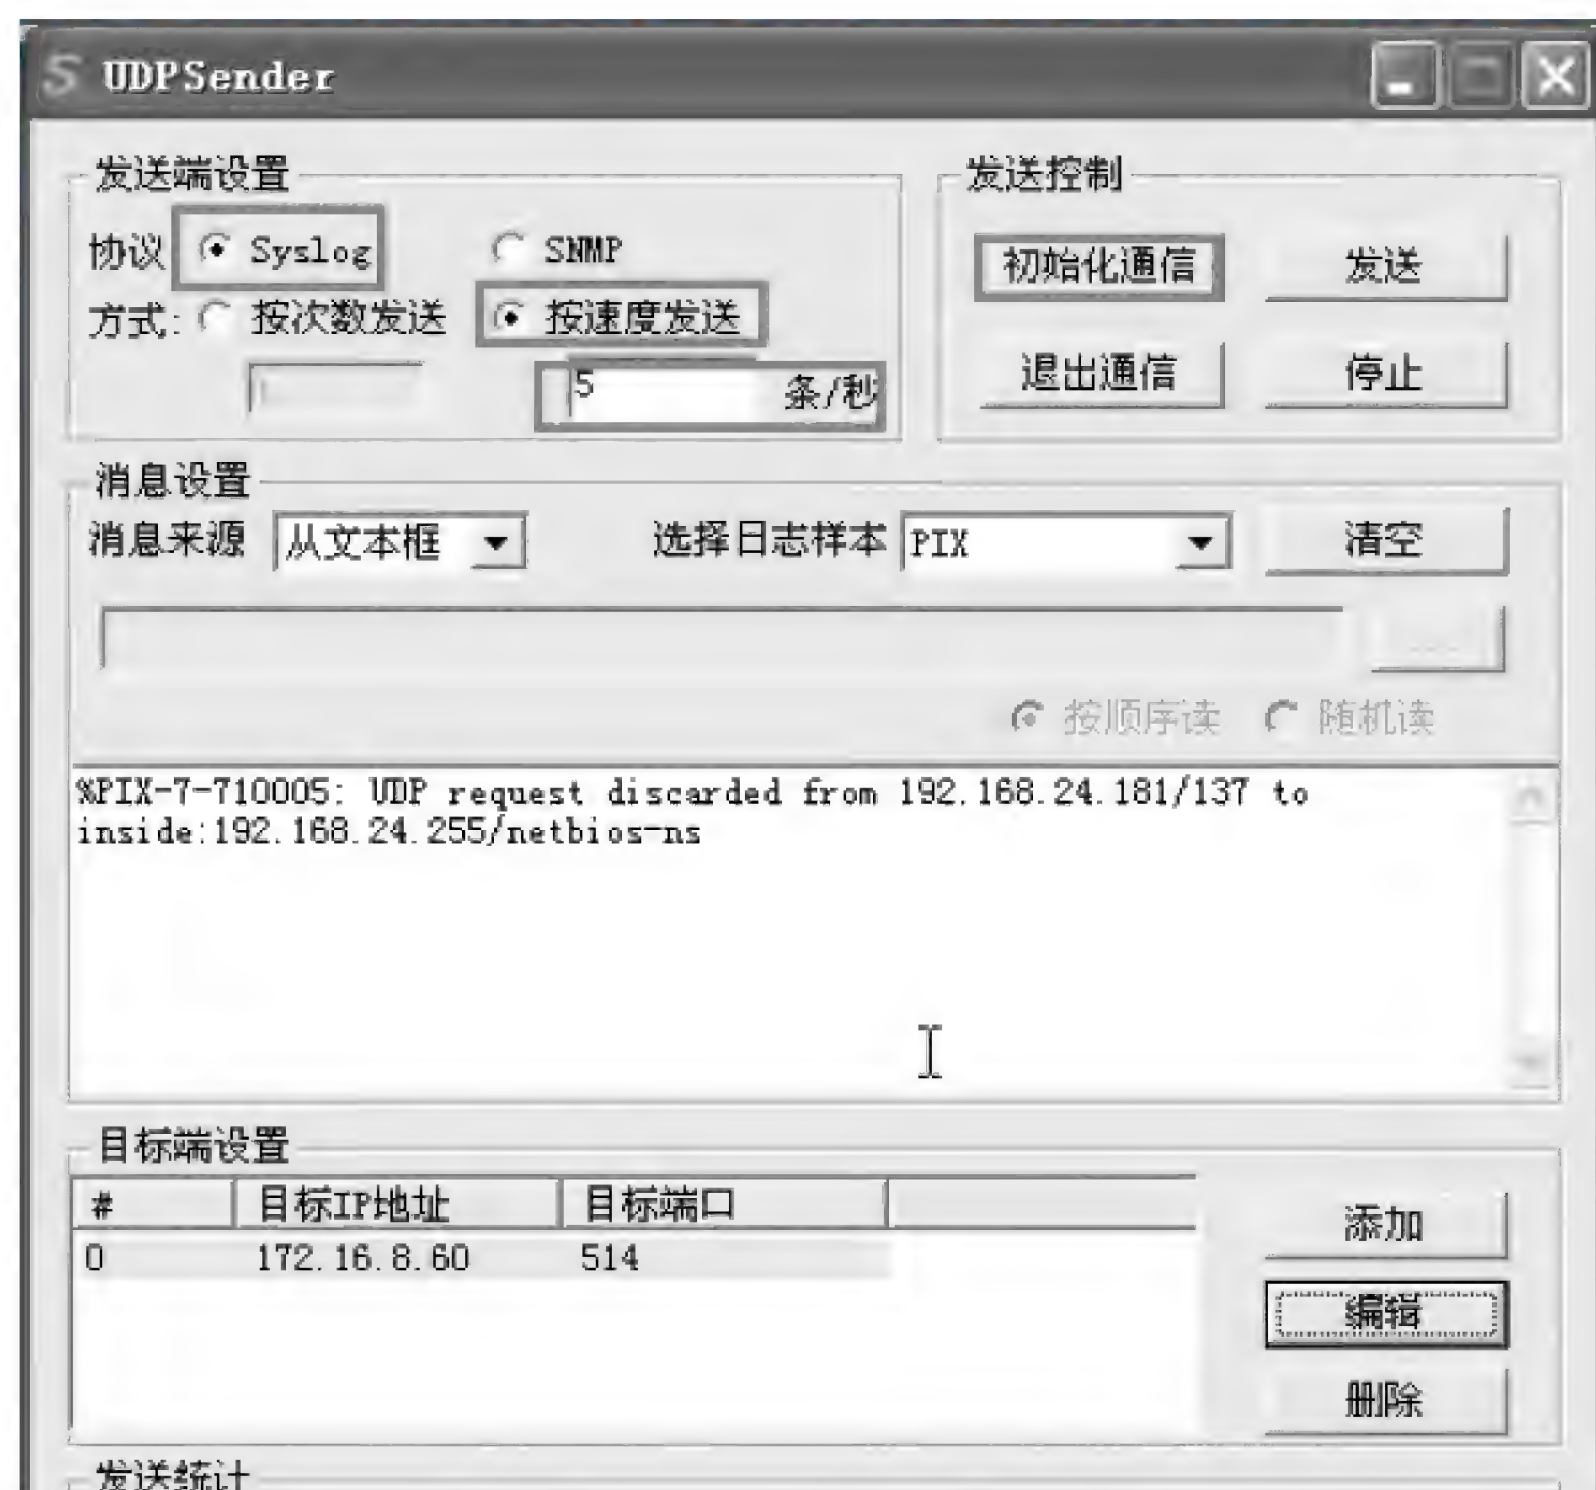 UDPSender
发送端设置
协议 Syslog SNMP
方式: 按次数发送 按速度发送
5 条/秒
发送控制
初始化通信 发送
退出通信 停止
消息设置
消息来源 从文本框 选择日志样本 PIX 清空
...
按顺序读 随机读
%PIX-7-710005: UDP request discarded from 192.168.24.181/137 to
inside:192.168.24.255/netbios-ns
目标端设置
# 目标IP地址 目标端口
0 172.16.8.60 514
添加
编辑
删除
发送统计